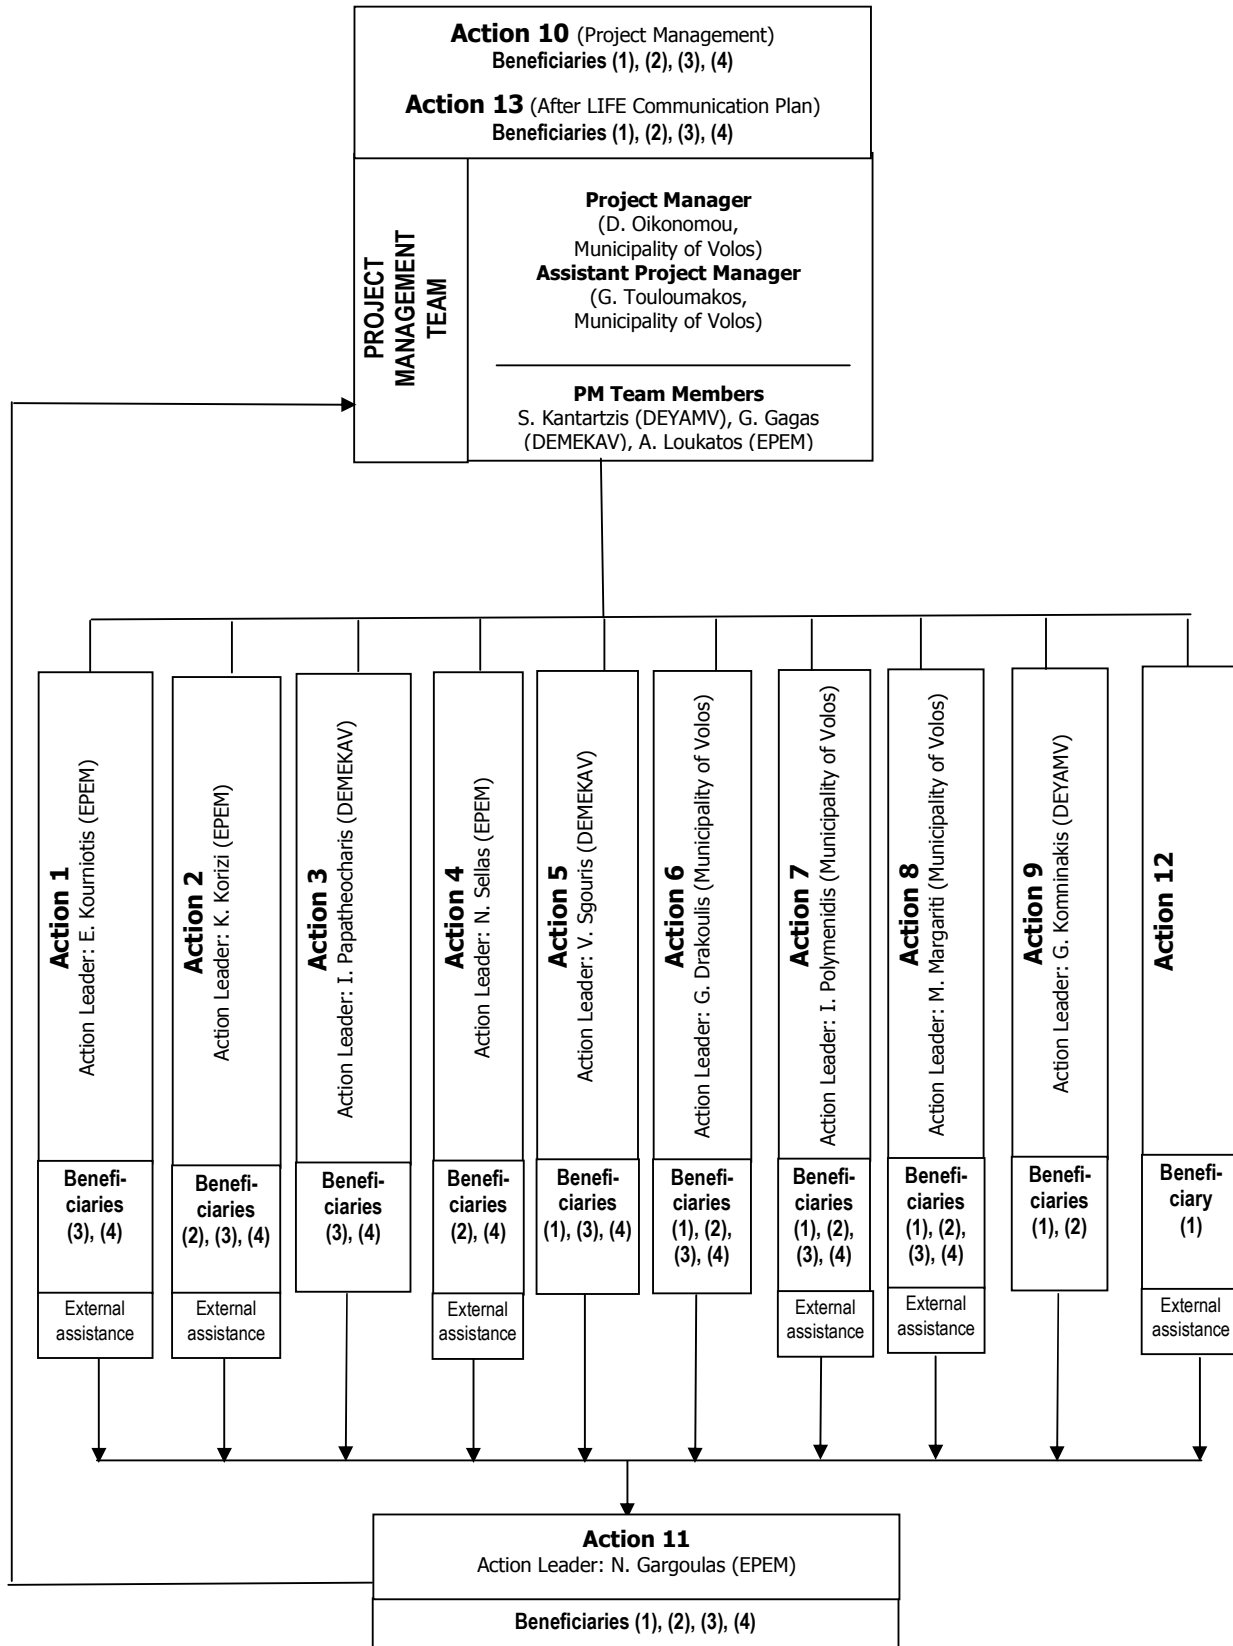 Action 10 (Project Management)
Beneficiaries (1), (2), (3), (4)
Action 13 (After LIFE Communication Plan)
Beneficiaries (1), (2), (3), (4)
PROJECT
MANAGEMENT
TEAM
Project Manager
(D. Oikonomou,
Municipality of Volos)
Assistant Project Manager
(G. Touloumakos,
Municipality of Volos)
PM Team Members
S. Kantartzis (DEYAMV), G. Gagas
(DEMEKAV), A. Loukatos (EPEM)
Action 1
Action Leader: E. Kourniotis (EPEM)
Benefi-
ciaries
(3), (4)
External
assistance
Action 2
Action Leader: K. Korizi (EPEM)
Benefi-
ciaries
(2), (3), (4)
External
assistance
Action 3
Action Leader: I. Papatheocharis (DEMEKAV)
Benefi-
ciaries
(3), (4)
Action 4
Action Leader: N. Sellas (EPEM)
Benefi-
ciaries
(2), (4)
External
assistance
Action 5
Action Leader: V. Sgouris (DEMEKAV)
Benefi-
ciaries
(1), (3), (4)
Action 6
Action Leader: G. Drakoulis (Municipality of Volos)
Benefi-
ciaries
(1), (2),
(3), (4)
Action 7
Action Leader: I. Polymenidis (Municipality of Volos)
Benefi-
ciaries
(1), (2),
(3), (4)
External
assistance
Action 8
Action Leader: M. Margariti (Municipality of Volos)
Benefi-
ciaries
(1), (2),
(3), (4)
External
assistance
Action 9
Action Leader: G. Komninakis (DEYAMV)
Benefi-
ciaries
(1), (2)
Action 12
Benefi-
ciary
(1)
External
assistance
Action 11
Action Leader: N. Gargoulas (EPEM)
Beneficiaries (1), (2), (3), (4)